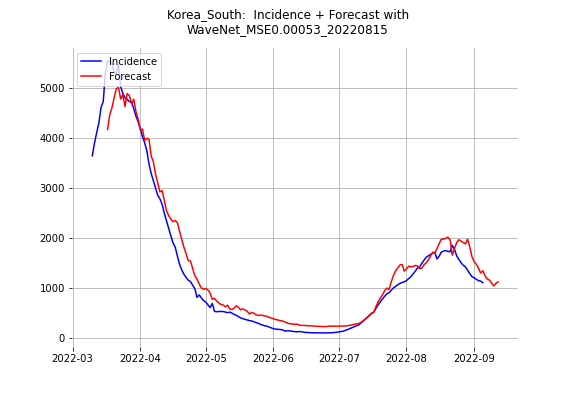 Korea_South:  Incidence + Forecast with
WaveNet_MSE0.00053_20220815
Incidence
Forecast
5000
4000
3000
2000
1000
0
2022-03 2022-04 2022-05 2022-06 2022-07 2022-08 2022-09